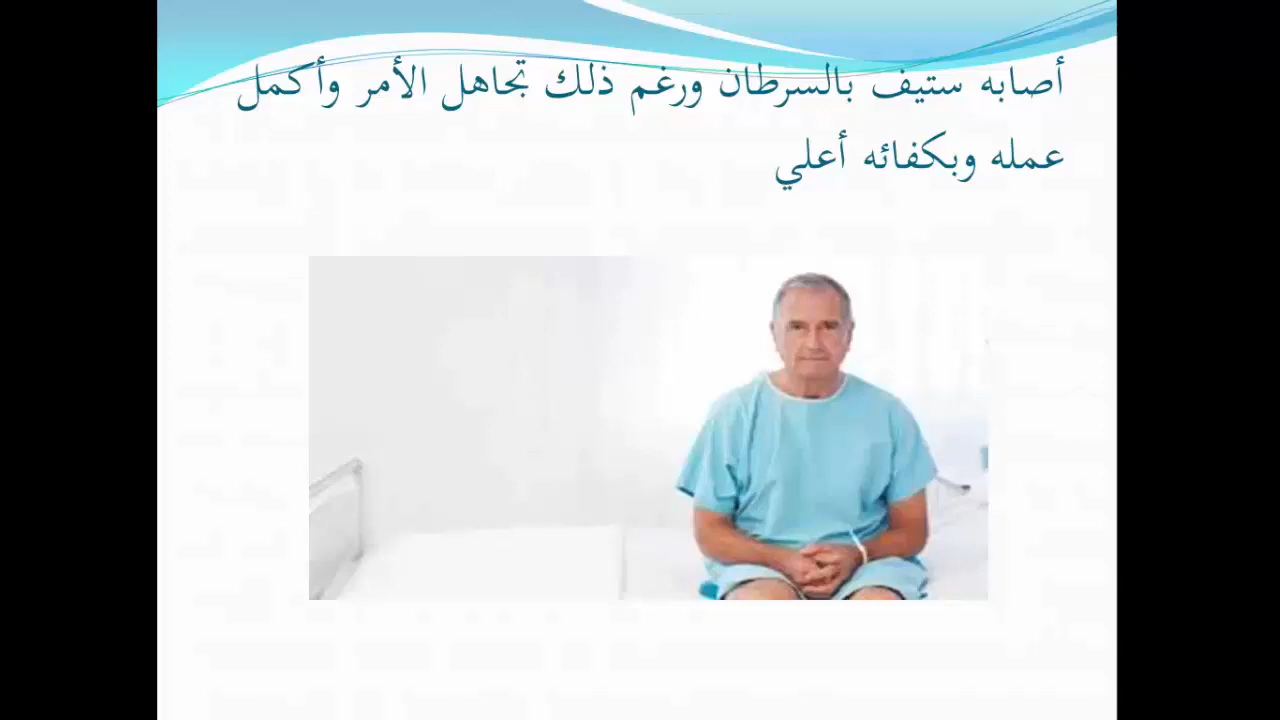 أصابه ستيف بالسرطان ورغم ذلك تجاهل الأمر وأكمل
عمله وبكفائه أعلي